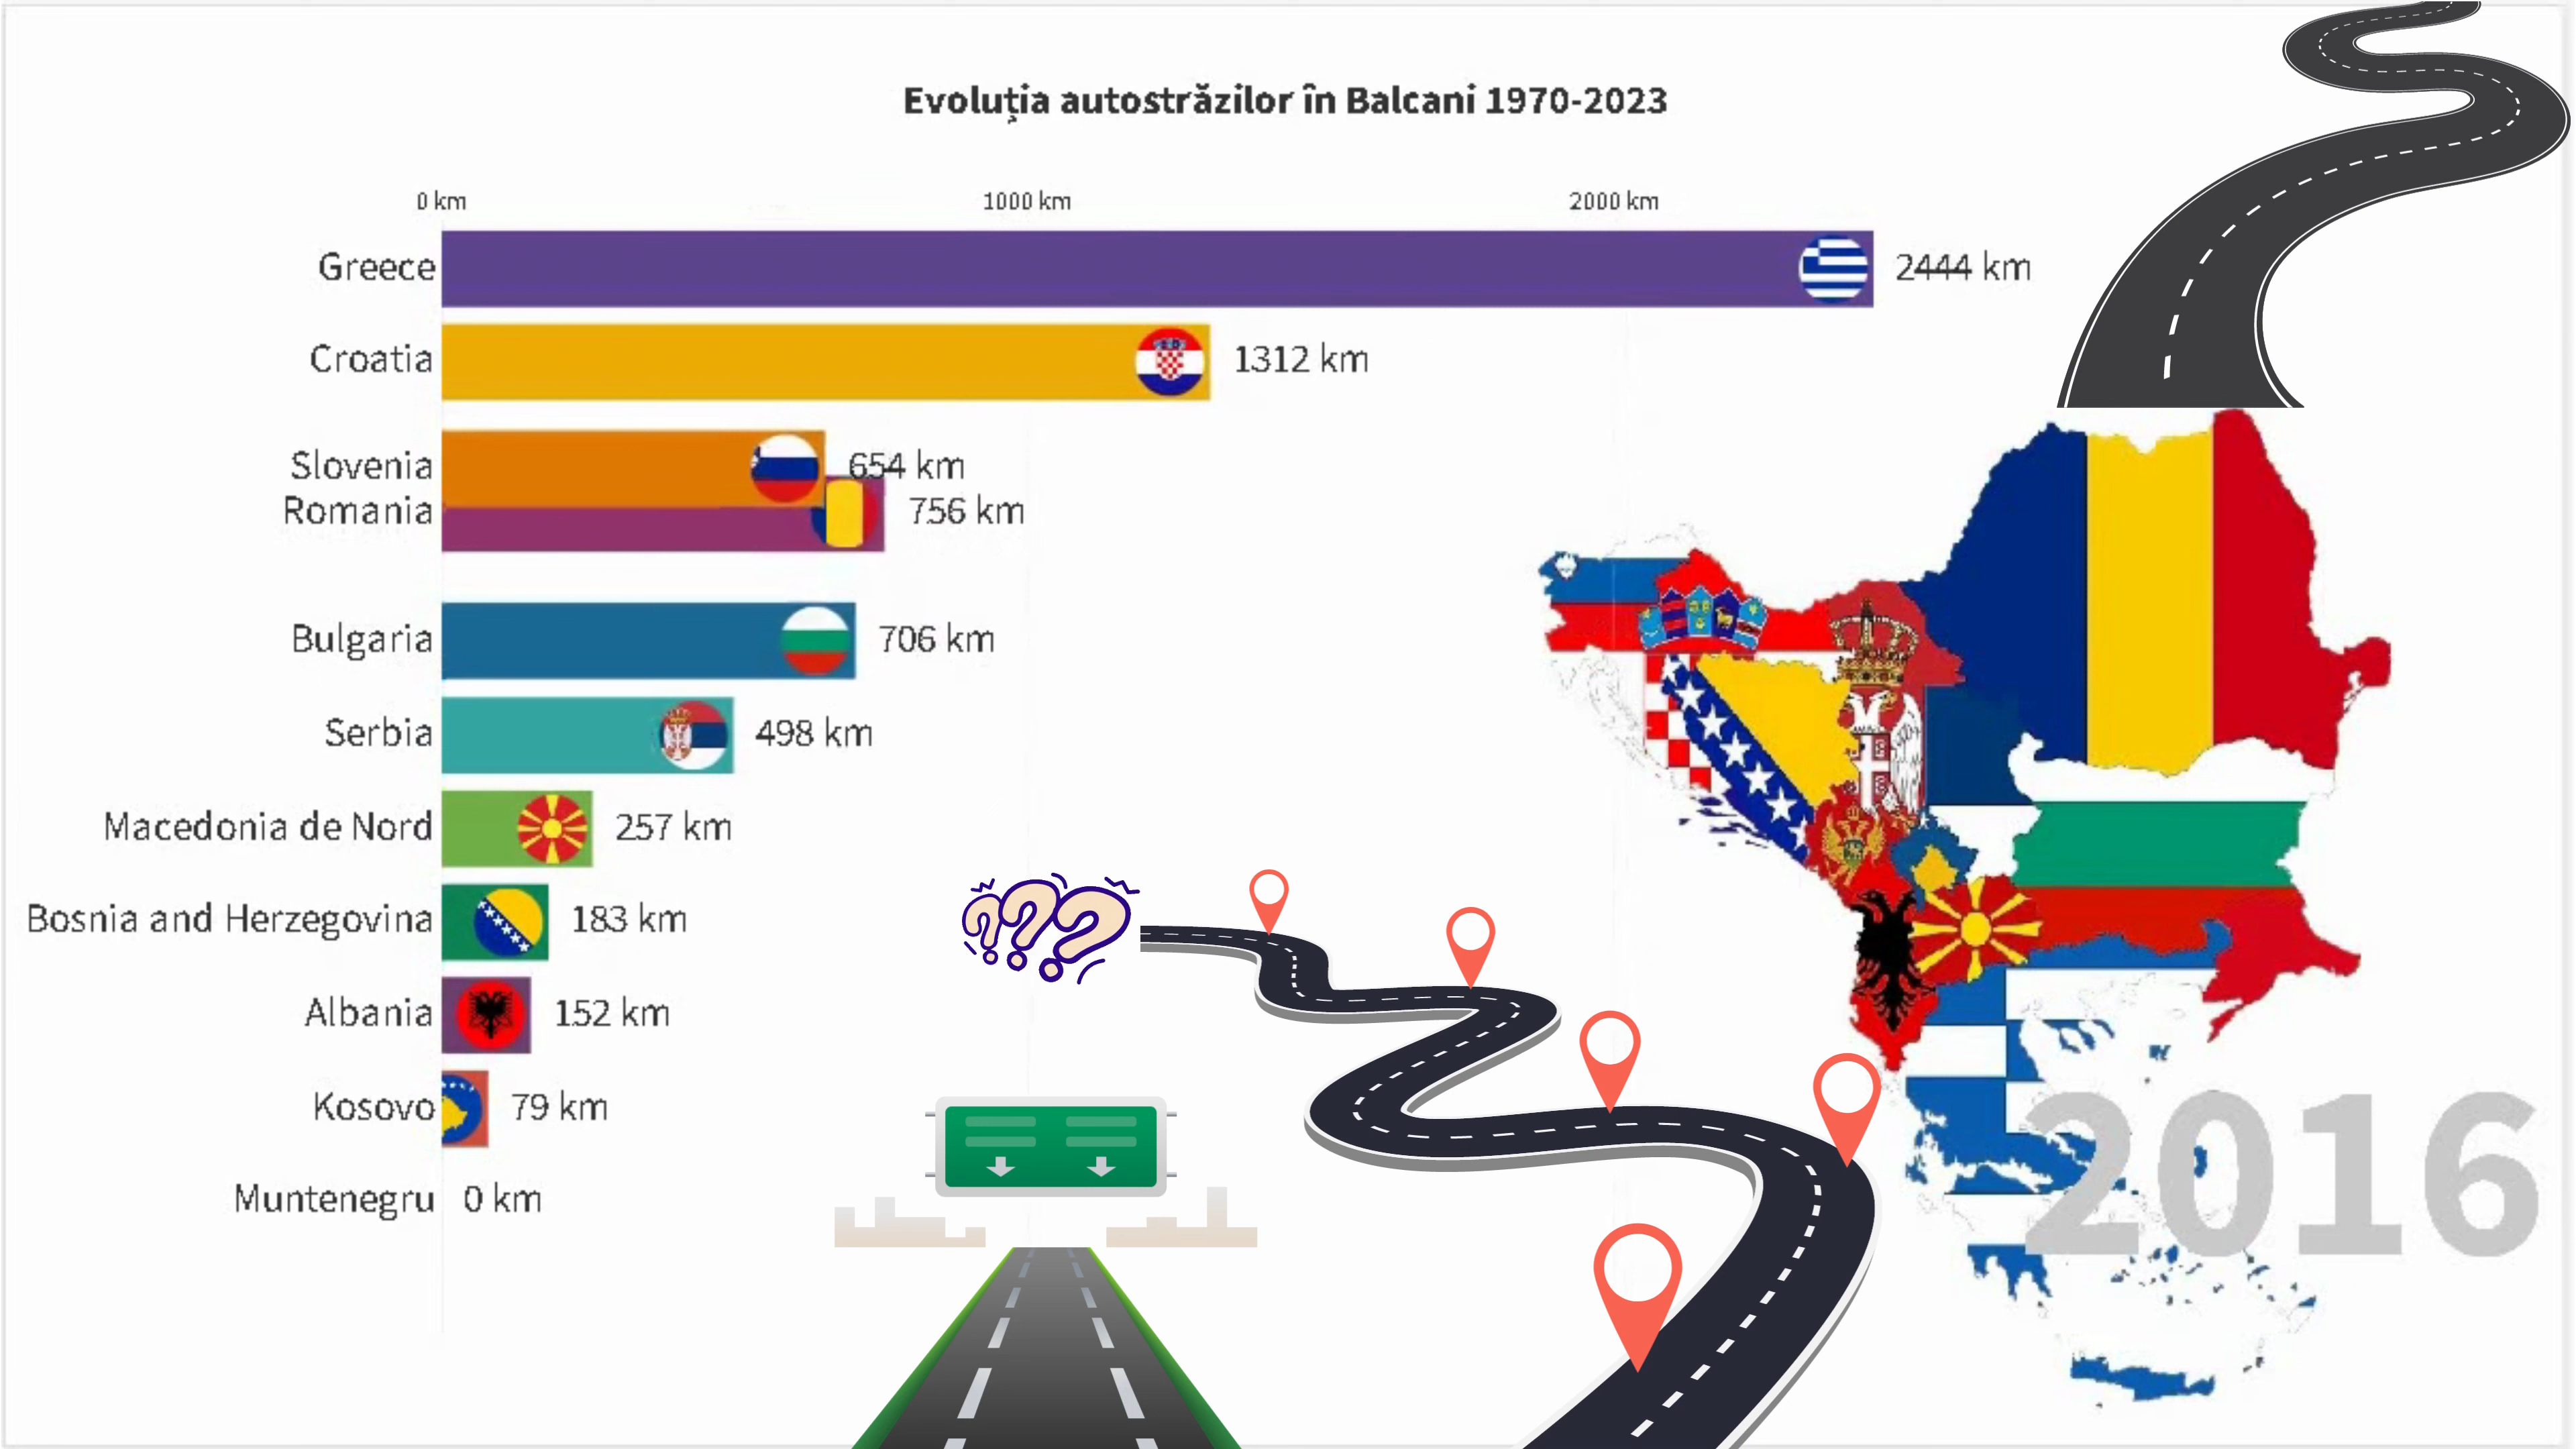 Evoluția autostrăzilor în Balcani 1970-2023
0 km 1000 km 2000 km
Greece 2444 km
Croatia 1312 km
Slovenia 654 km
Romania 756 km
Bulgaria 706 km
Serbia 498 km
Macedonia de Nord 257 km
Bosnia and Herzegovina 183 km
Albania 152 km
Kosovo 79 km
Muntenegru 0 km
???
2016